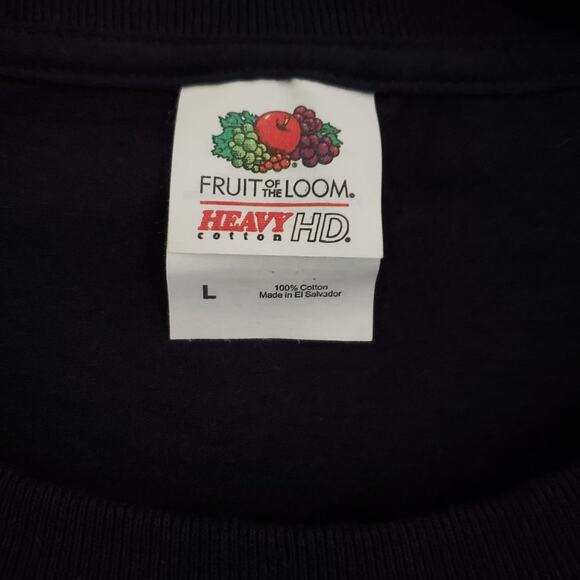 FRUIT OF THE LOOM®
HEAVY cotton HD®
L
100% Cotton
Made in El Salvador